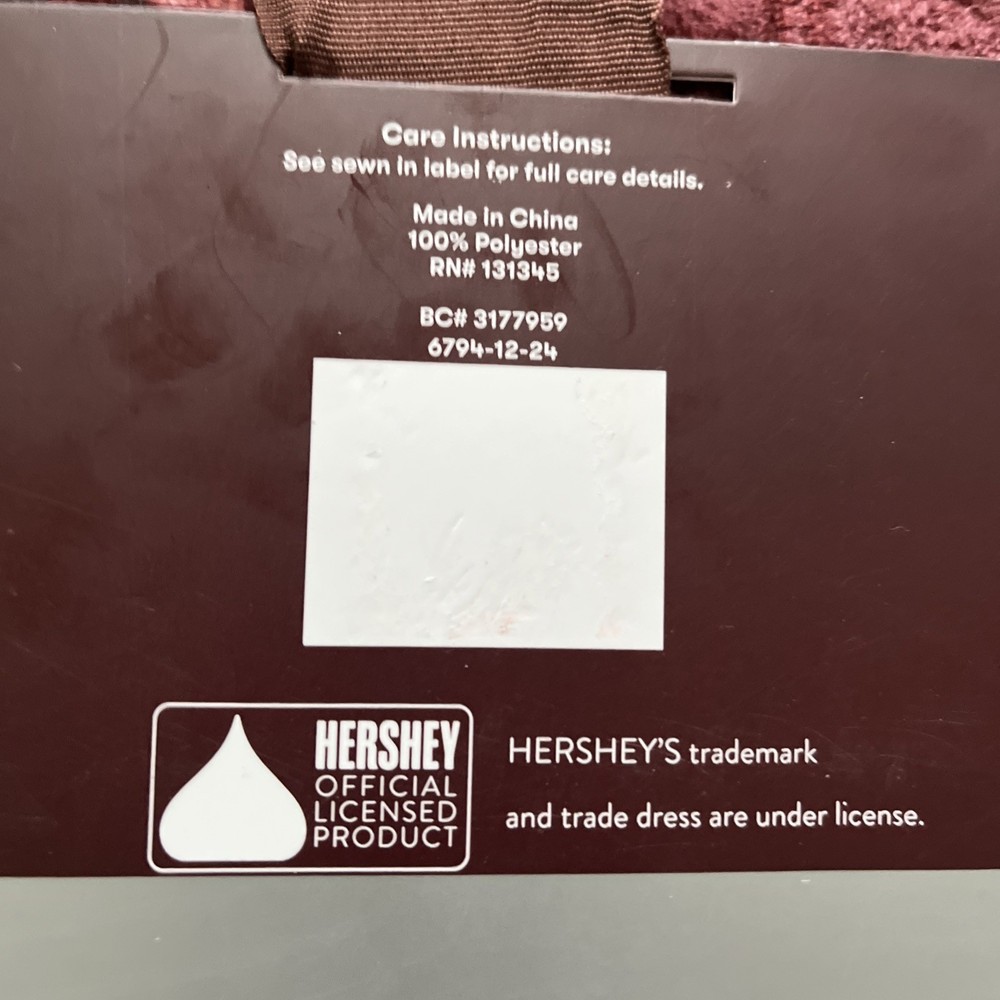 Care Instructions:
See sewn in label for full care details.
Made in China
100% Polyester
RN# 131345
BC# 3177959
6794-12-24
HERSHEY
OFFICIAL
LICENSED
PRODUCT
HERSHEY'S trademark
and trade dress are under license.